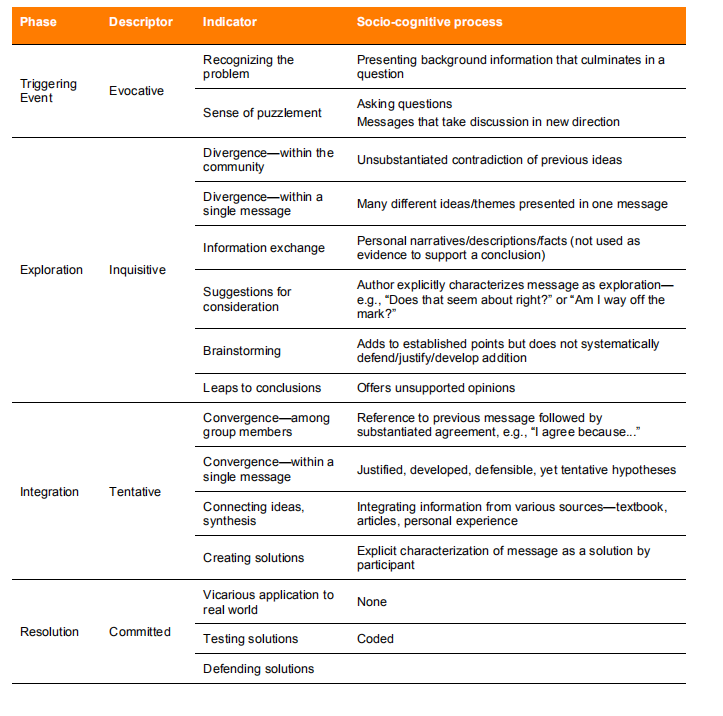 Phase Descriptor Indicator Socio-cognitive process
Recognizing the
problem
Presenting background information that culminates in a
question
Triggering
Event
Evocative
Sense of puzzlement
Asking questions
Messages that take discussion in new direction
Divergence—within the
community
Unsubstantiated contradiction of previous ideas
Divergence—within a
single message
Many different ideas/themes presented in one message
Information exchange
Personal narratives/descriptions/facts (not used as
evidence to support a conclusion)
Exploration
Inquisitive
Suggestions for
consideration
Author explicitly characterizes message as exploration—
e.g., “Does that seem about right?” or “Am I way off the
mark?”
Brainstorming
Adds to established points but does not systematically
defend/justify/develop addition
Leaps to conclusions
Offers unsupported opinions
Convergence—among
group members
Reference to previous message followed by
substantiated agreement, e.g., “I agree because...”
Convergence—within a
single message
Justified, developed, defensible, yet tentative hypotheses
Integration
Tentative
Connecting ideas,
synthesis
Integrating information from various sources—textbook,
articles, personal experience
Creating solutions
Explicit characterization of message as a solution by
participant
Vicarious application to
real world
None
Resolution
Committed
Testing solutions
Coded
Defending solutions